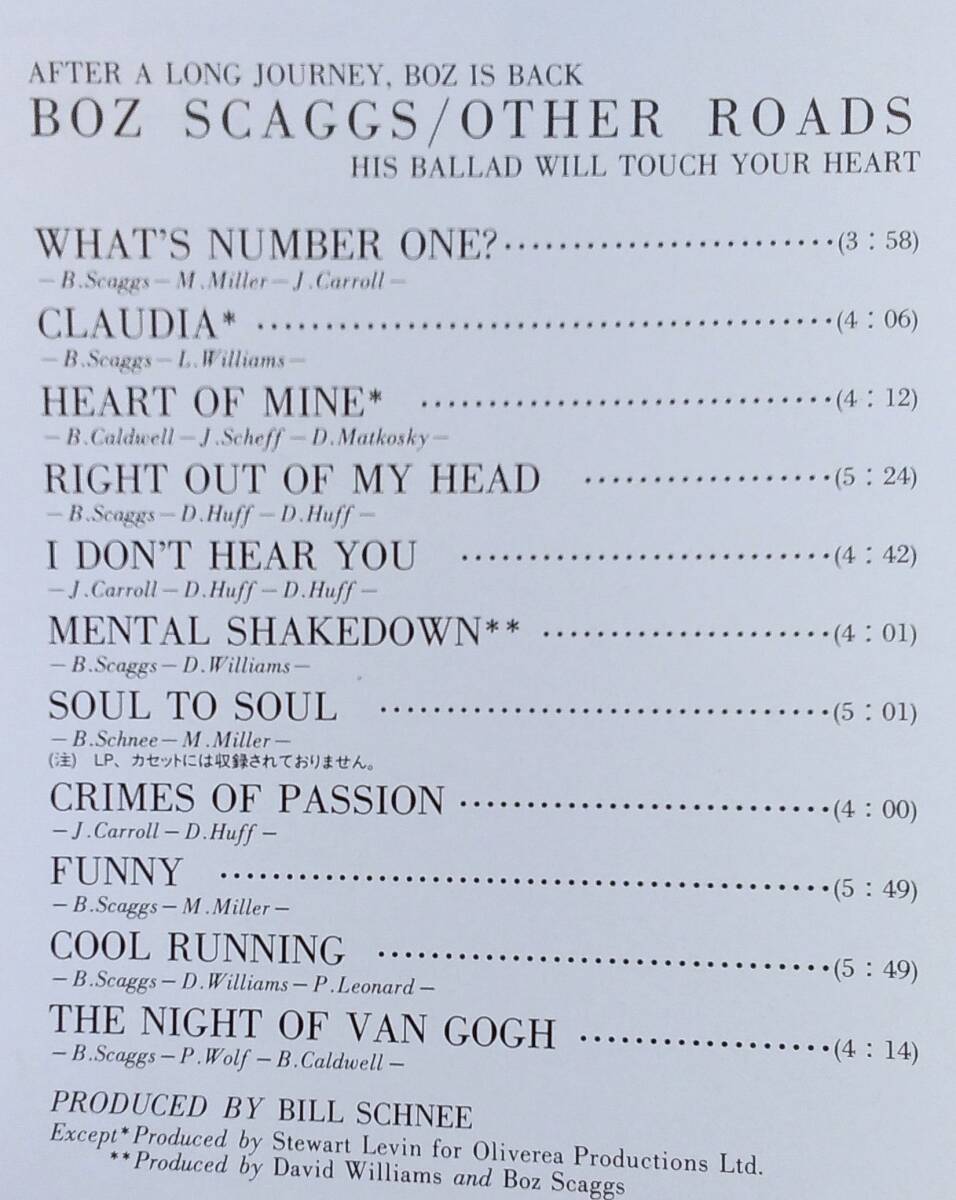 AFTER A LONG JOURNEY, BOZ IS BACK
BOZ SCAGGS/OTHER ROADS
HIS BALLAD WILL TOUCH YOUR HEART
WHAT'S NUMBER ONE?........................(3:58)
–B.Scaggs–M.Miller–J.Carroll–
CLAUDIA* ..........................................(4:06)
–B.Scaggs–L.Williams–
HEART OF MINE* ..............................(4:12)
–B.Caldwell–J.Scheff–D.Matkosky–
RIGHT OUT OF MY HEAD ..................(5:24)
–B.Scaggs–D.Huff–D.Huff–
I DON'T HEAR YOU ...........................(4:42)
–J.Carroll–D.Huff–D.Huff–
MENTAL SHAKEDOWN** .....................(4:01)
–B.Scaggs–D.Williams–
SOUL TO SOUL .................................(5:01)
–B.Schnee–M.Miller–
(注) LP、カセットには収録されておりません。
CRIMES OF PASSION ...........................(4:00)
–J.Carroll–D.Huff–
FUNNY .............................................(5:49)
–B.Scaggs–M.Miller–
COOL RUNNING .................................(5:49)
–B.Scaggs–D.Williams–P.Leonard–
THE NIGHT OF VAN GOGH ..................(4:14)
–B.Scaggs–P.Wolf–B.Caldwell–
PRODUCED BY BILL SCHNEE
Except*Produced by Stewart Levin for Oliverea Productions Ltd.
**Produced by David Williams and Boz Scaggs